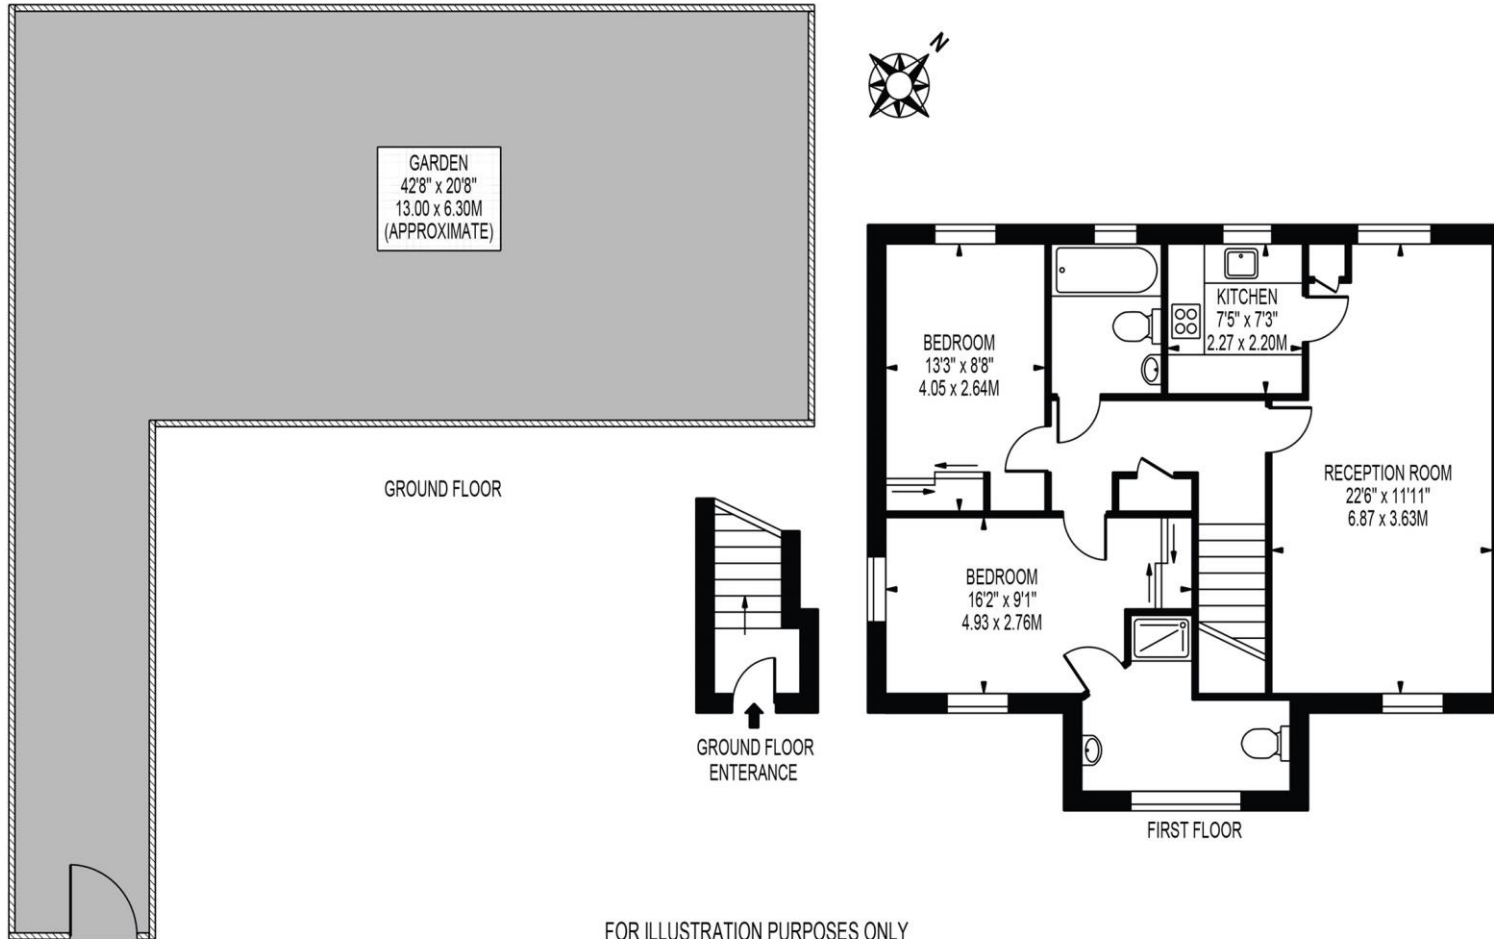 N
GARDEN
42'8" x 20'8"
13.00 x 6.30M
(APPROXIMATE)
KITCHEN
7'5" x 7'3"
2.27 x 2.20M
BEDROOM
13'3" x 8'8"
4.05 x 2.64M
RECEPTION ROOM
22'6" x 11'11"
6.87 x 3.63M
GROUND FLOOR
BEDROOM
16'2" x 9'1"
4.93 x 2.76M
GROUND FLOOR
ENTERANCE
FIRST FLOOR
FOR ILLUSTRATION PURPOSES ONLY